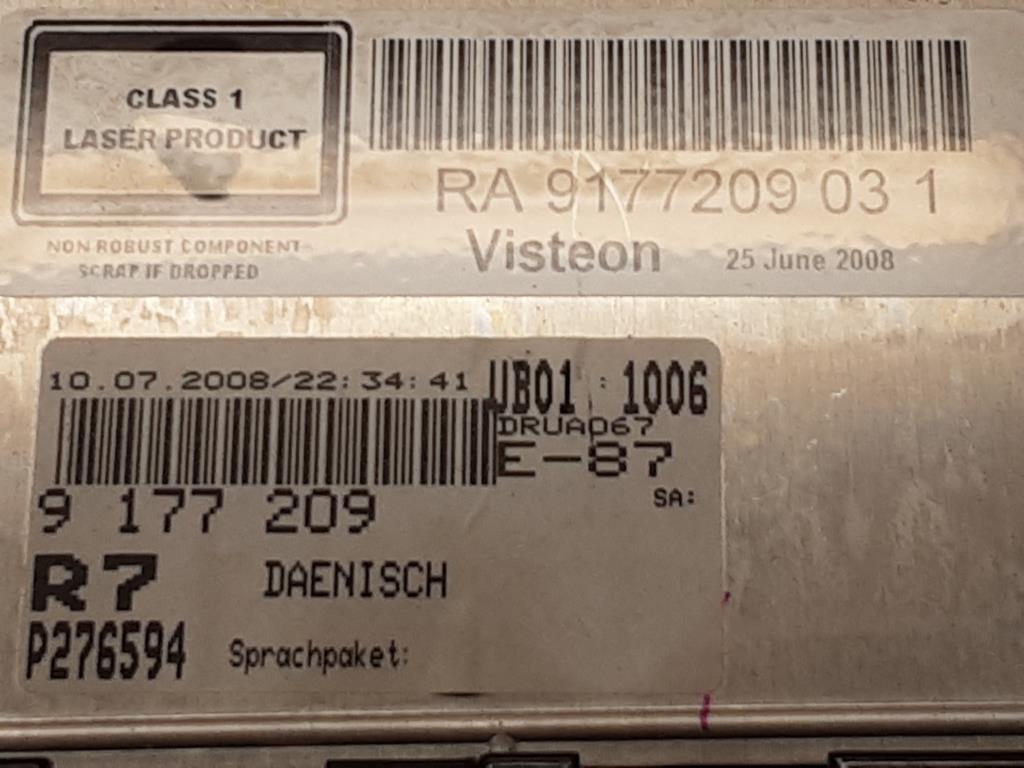 CLASS 1
LASER PRODUCT
NON ROBUST COMPONENT
SCRAP IF DROPPED
RA 9177209 03 1
Visteon 25 June 2008
10.07.2008/22:34:41 UB01 : 1006
DRUAD67
E-87
SA:
9 177 209
R7 DAENISCH
P276594 Sprachpaket: